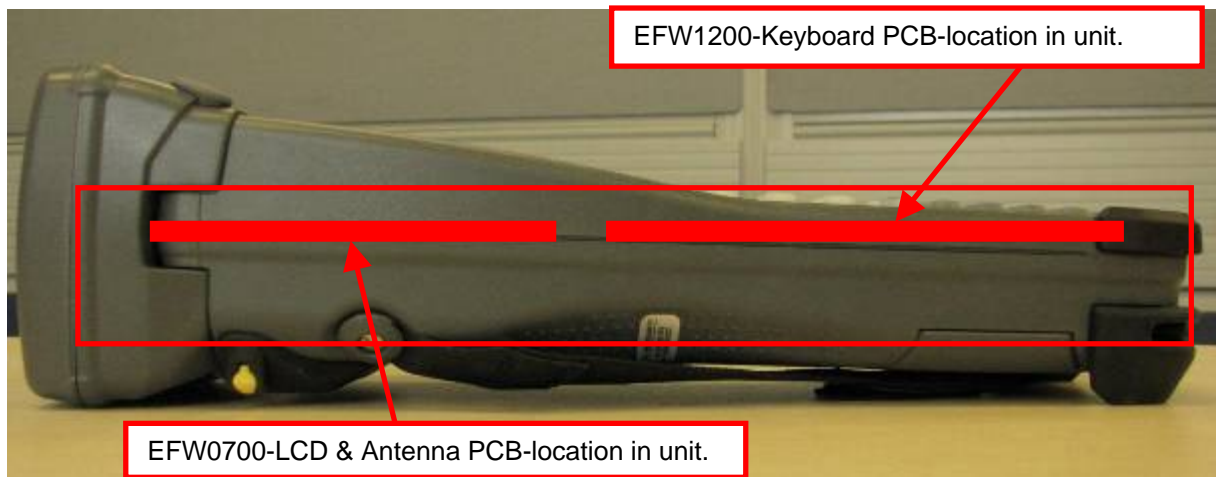 EFW1200-Keyboard PCB-location in unit.
EFW0700-LCD & Antenna PCB-location in unit.